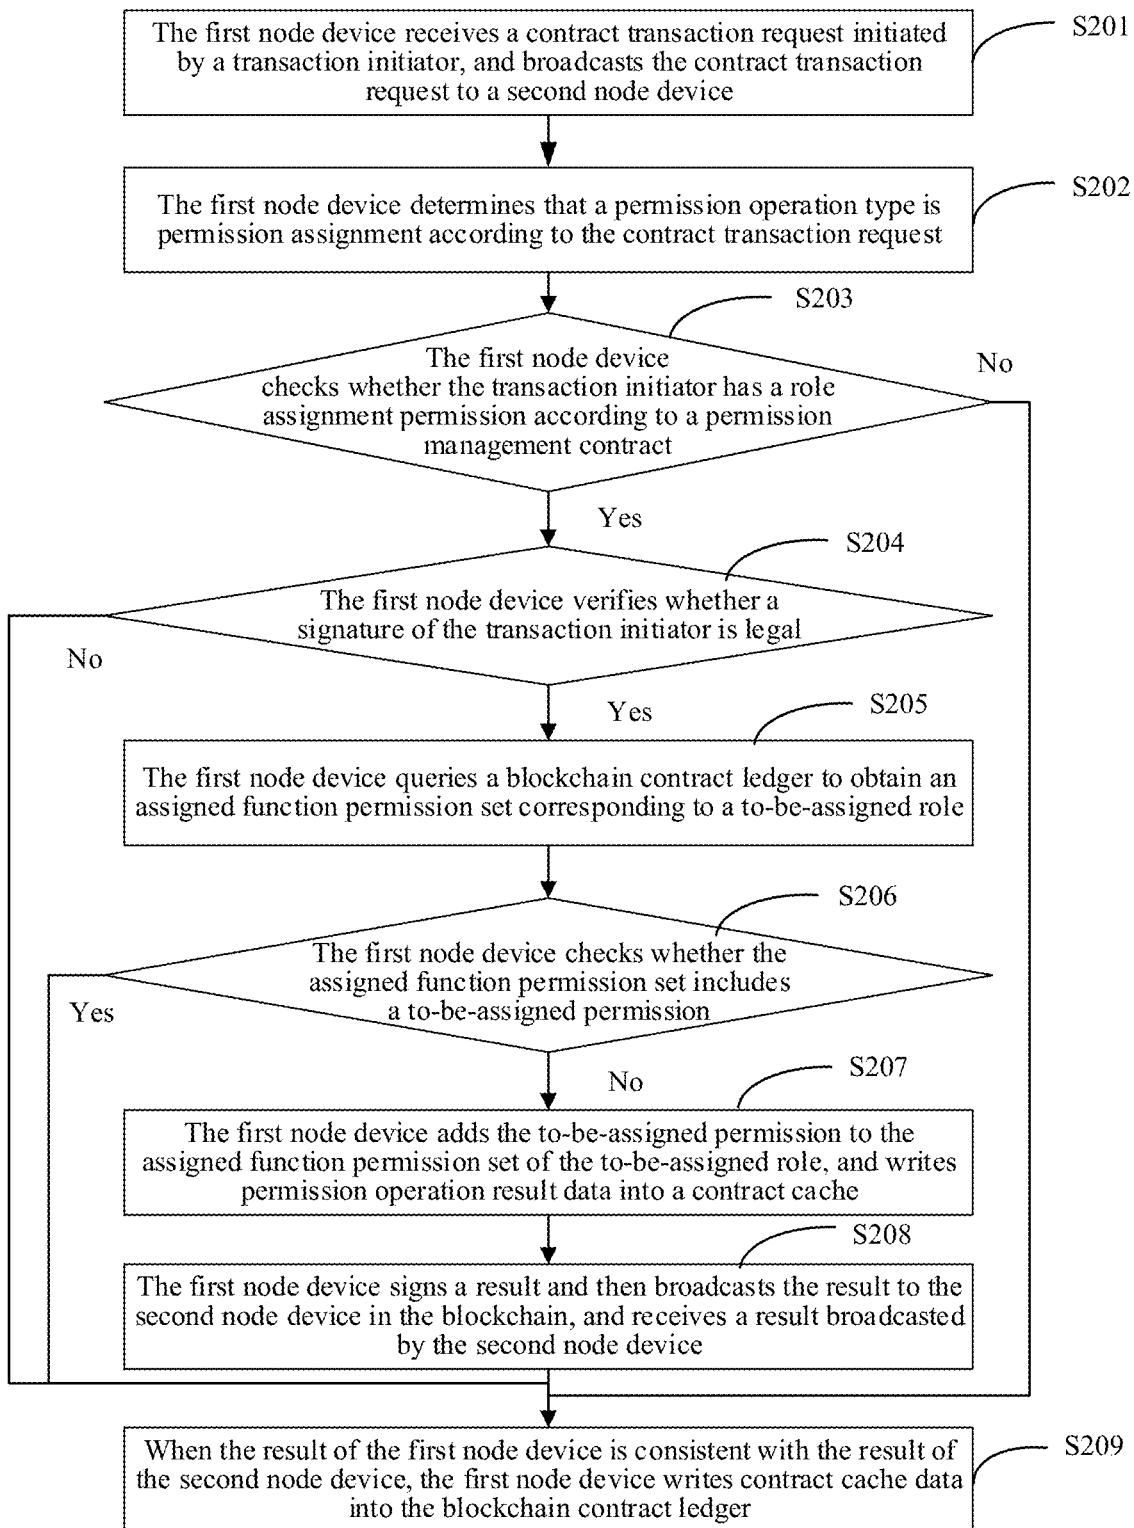 The first node device receives a contract transaction request initiated
by a transaction initiator, and broadcasts the contract transaction
request to a second node device
S201
The first node device determines that a permission operation type is
permission assignment according to the contract transaction request
S202
S203
The first node device
checks whether the transaction initiator has a role
assignment permission according to a permission
management contract
No
Yes
S204
The first node device verifies whether a
signature of the transaction initiator is legal
No
Yes
S205
The first node device queries a blockchain contract ledger to obtain an
assigned function permission set corresponding to a to-be-assigned role
S206
The first node device checks whether the
assigned function permission set includes
a to-be-assigned permission
Yes
No
S207
The first node device adds the to-be-assigned permission to the
assigned function permission set of the to-be-assigned role, and writes
permission operation result data into a contract cache
S208
The first node device signs a result and then broadcasts the result to the
second node device in the blockchain, and receives a result broadcasted
by the second node device
When the result of the first node device is consistent with the result of
the second node device, the first node device writes contract cache data
into the blockchain contract ledger
S209